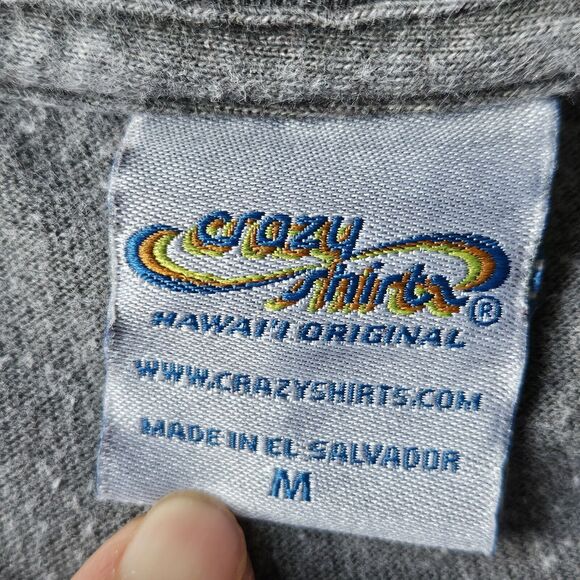 crazy
shirts®
HAWAI'I ORIGINAL
WWW.CRAZYSHIRTS.COM
MADE IN EL SALVADOR
M